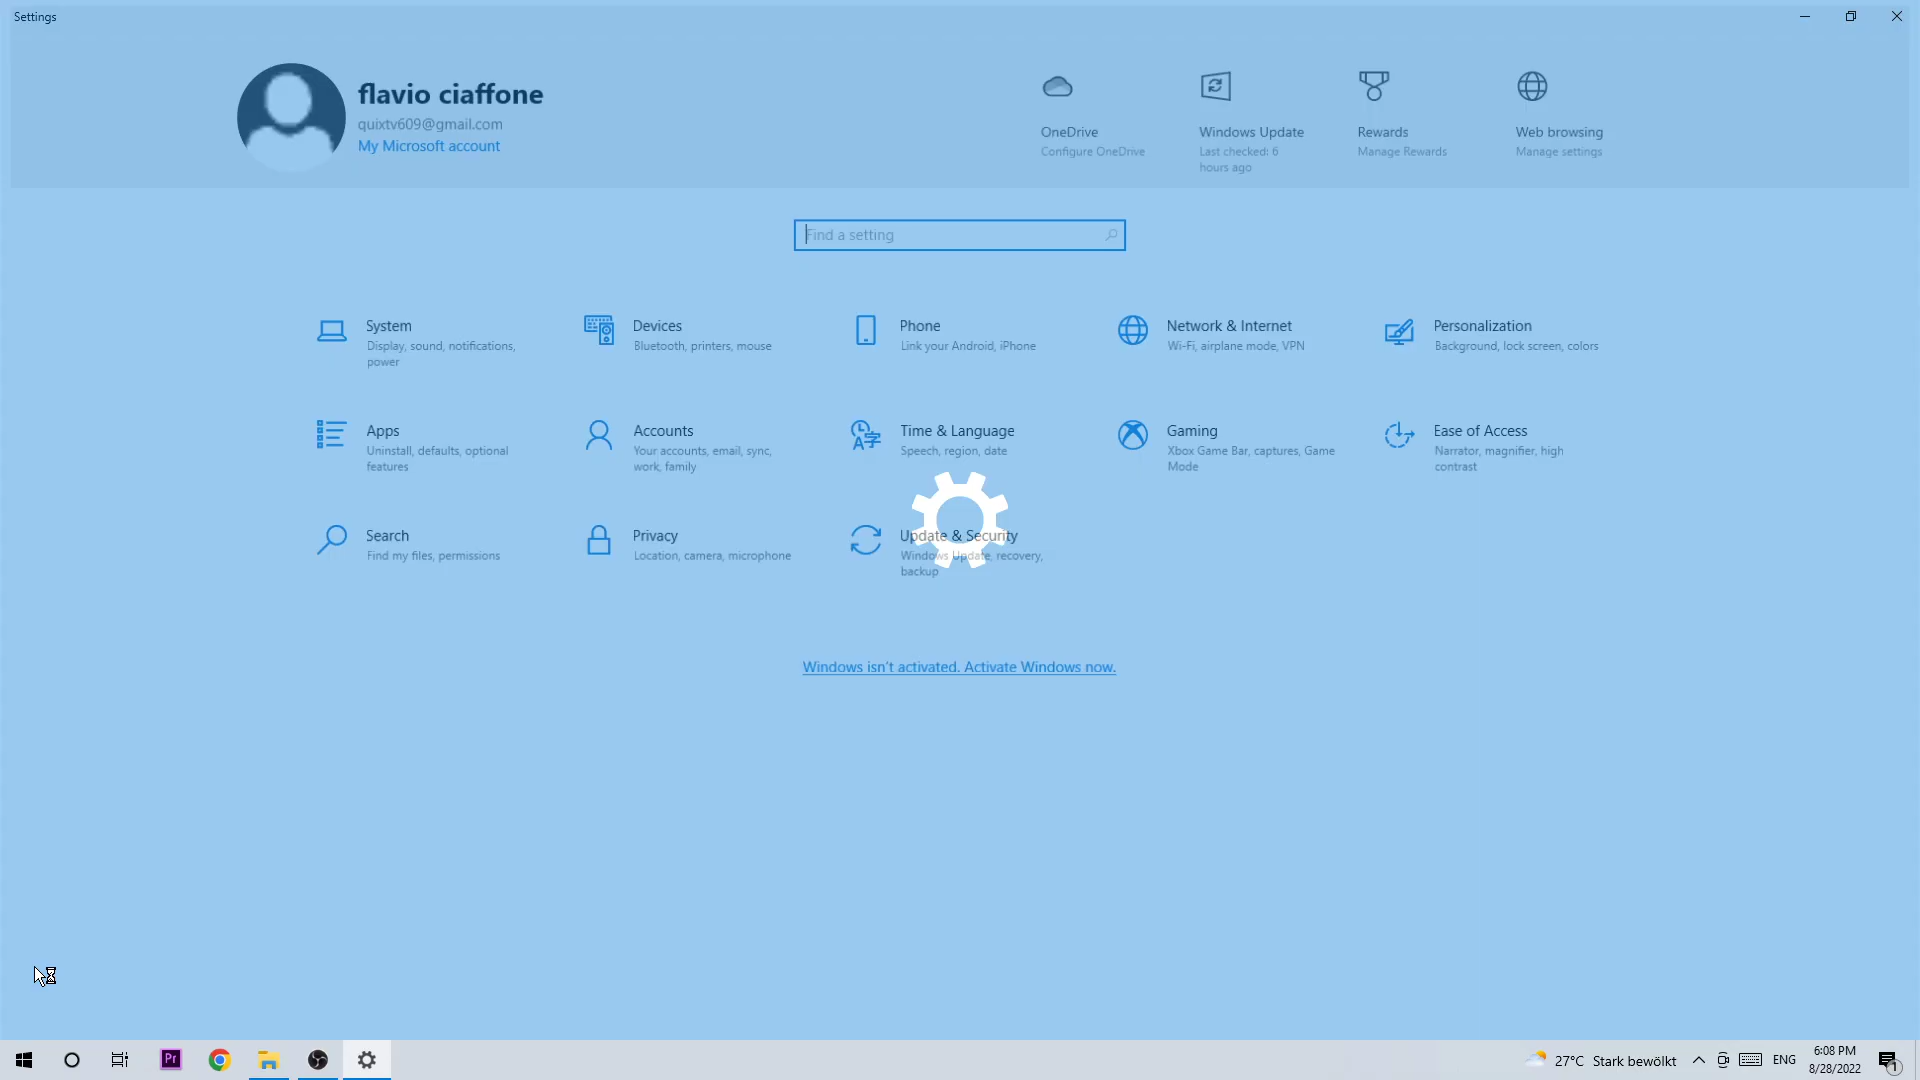 Settings
flavio ciaffone
quixtv609@gmail.com
My Microsoft account
OneDrive
Configure OneDrive
Windows Update
Last checked: 6
hours ago
Rewards
Manage Rewards
Web browsing
Manage settings
Find a setting
System
Display, sound, notifications,
power
Devices
Bluetooth, printers, mouse
Phone
Link your Android, iPhone
Network & Internet
Wi-Fi, airplane mode, VPN
Personalization
Background, lock screen, colors
Apps
Uninstall, defaults, optional
features
Accounts
Your accounts, email, sync,
work, family
Time & Language
Speech, region, date
Gaming
Xbox Game Bar, captures, Game
Mode
Ease of Access
Narrator, magnifier, high
contrast
Search
Find my files, permissions
Privacy
Location, camera, microphone
Update & Security
Windows Update, recovery,
backup
Windows isn't activated. Activate Windows now.
Pr
27°C Stark bewölkt
ENG
6:08 PM
8/28/2022
1